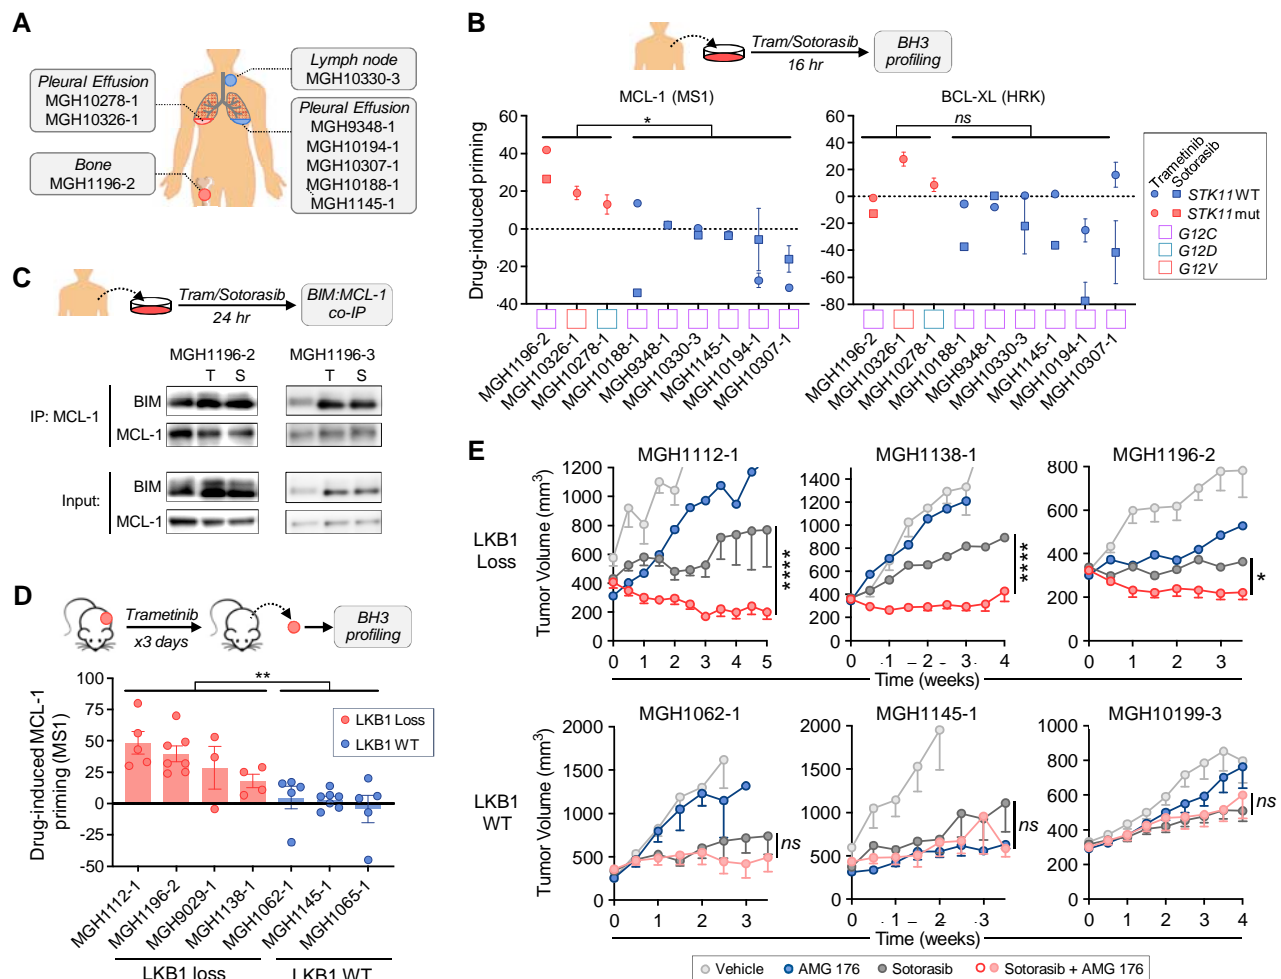 A
Pleural Effusion
MGH10278-1
MGH10326-1
Bone
MGH1196-2
Lymph node
MGH10330-3
Pleural Effusion
MGH9348-1
MGH10194-1
MGH10307-1
MGH10188-1
MGH1145-1
B
Tram/Sotorasib
16 hr
BH3
profiling
MCL-1 (MS1)
*
Drug-induced priming
60
40
20
0
-20
-40
MGH1196-2
MGH10326-1
MGH10278-1
MGH10188-1
MGH9348-1
MGH10330-3
MGH1145-1
MGH10194-1
MGH10307-1
BCL-XL (HRK)
ns
60
40
20
0
-20
-40
-60
-80
MGH1196-2
MGH10326-1
MGH10278-1
MGH10188-1
MGH9348-1
MGH10330-3
MGH1145-1
MGH10194-1
MGH10307-1
Trametinib
Sotorasib
STK11 WT
STK11 mut
G12C
G12D
G12V
C
Tram/Sotorasib
24 hr
BIM:MCL-1
co-IP
MGH1196-2
T S
MGH1196-3
T S
IP: MCL-1
BIM
MCL-1
Input:
BIM
MCL-1
D
Trametinib
x3 days
BH3
profiling
**
Drug-induced MCL-1
priming (MS1)
100
75
50
25
0
-25
-50
LKB1 Loss
LKB1 WT
MGH1112-1
MGH1196-2
MGH9029-1
MGH1138-1
MGH1062-1
MGH1145-1
MGH1065-1
LKB1 loss
LKB1 WT
E
LKB1
Loss
MGH1112-1
Tumor Volume (mm3)
1200
1000
800
600
400
200
0
0 1 2 3 4 5
****
MGH1138-1
1400
1200
1000
800
600
400
200
0
0 1 2 3 4
****
MGH1196-2
800
600
400
200
0
0 1 2 3
*
Time (weeks)
LKB1
WT
MGH1062-1
Tumor Volume (mm3)
2000
1500
1000
500
0
0 1 2 3
ns
MGH1145-1
2000
1500
1000
500
0
0 1 2 3
ns
MGH10199-3
1000
800
600
400
200
0
0 1 2 3 4
ns
Time (weeks)
Vehicle
AMG 176
Sotorasib
Sotorasib + AMG 176